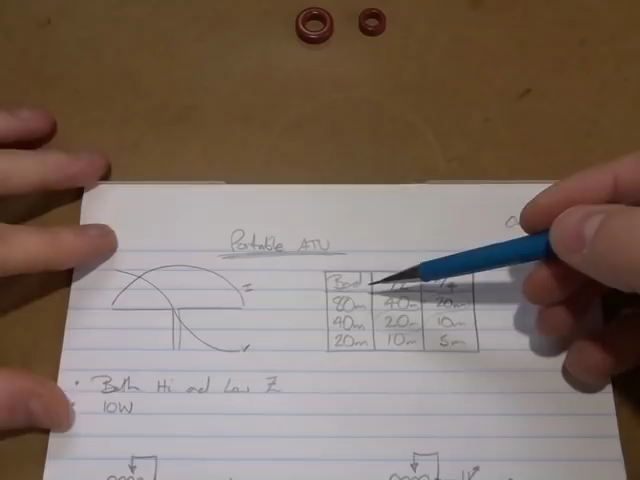 Portable ATU
Band
80m 40m 20m
40m 20m 10m
20m 10m 5m
• Both Hi and Low Z
10W